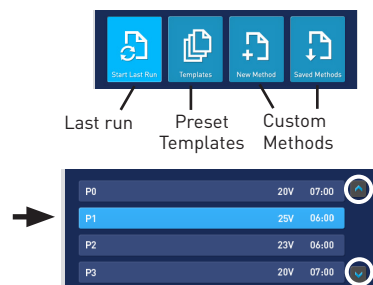 Start Last Run Templates New Method Saved Methods
Last run Preset Templates Custom Methods
P0 20V 07:00
P1 25V 06:00
P2 23V 06:00
P3 20V 07:00